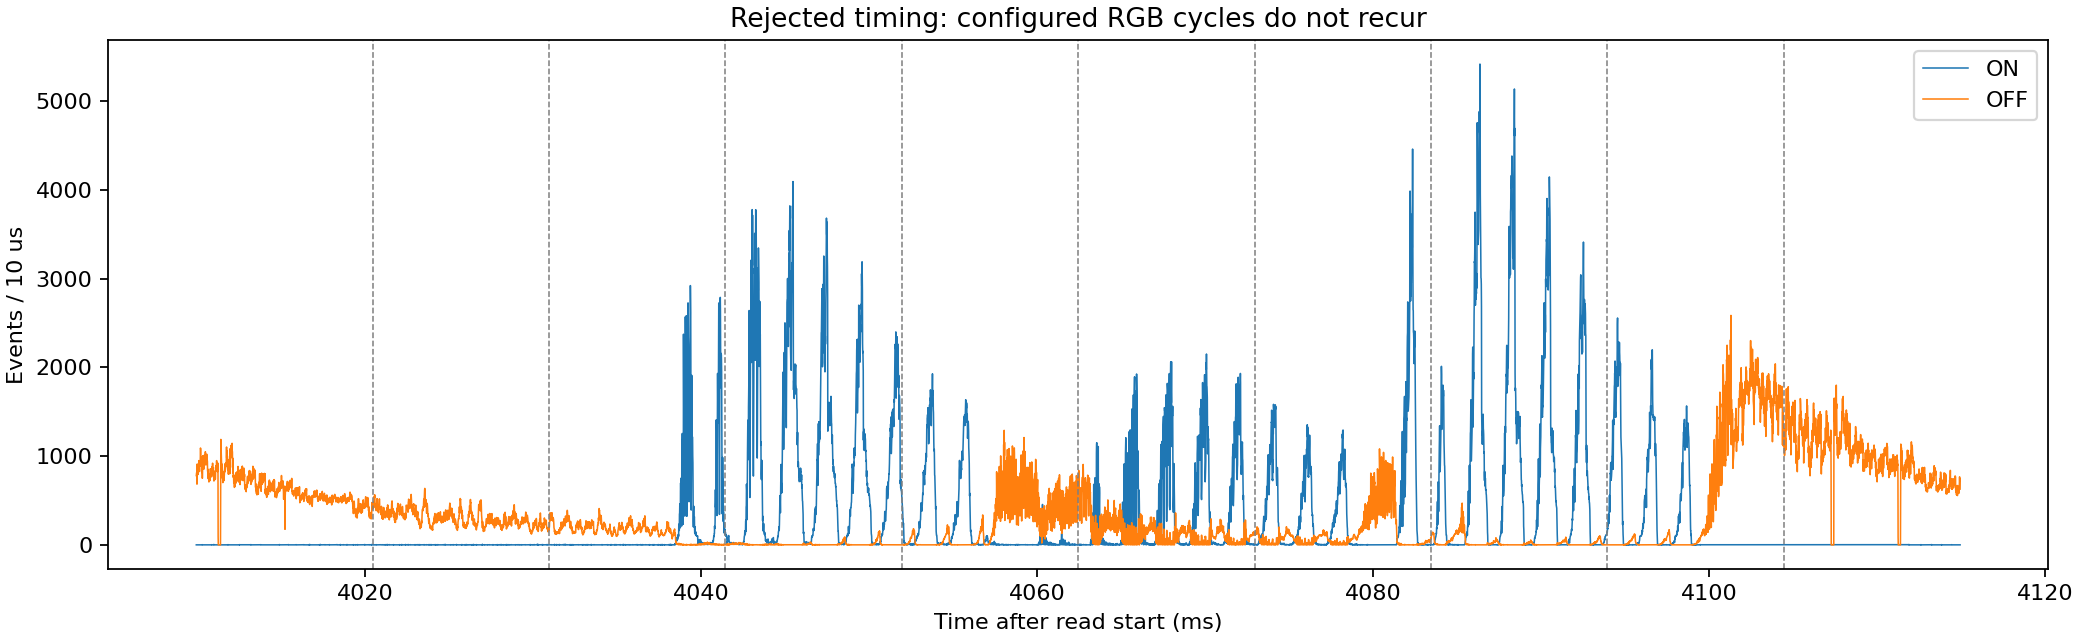 Rejected timing: configured RGB cycles do not recur
ON
OFF
Events / 10 us
5000
4000
3000
2000
1000
0
4020 4040 4060 4080 4100 4120
Time after read start (ms)